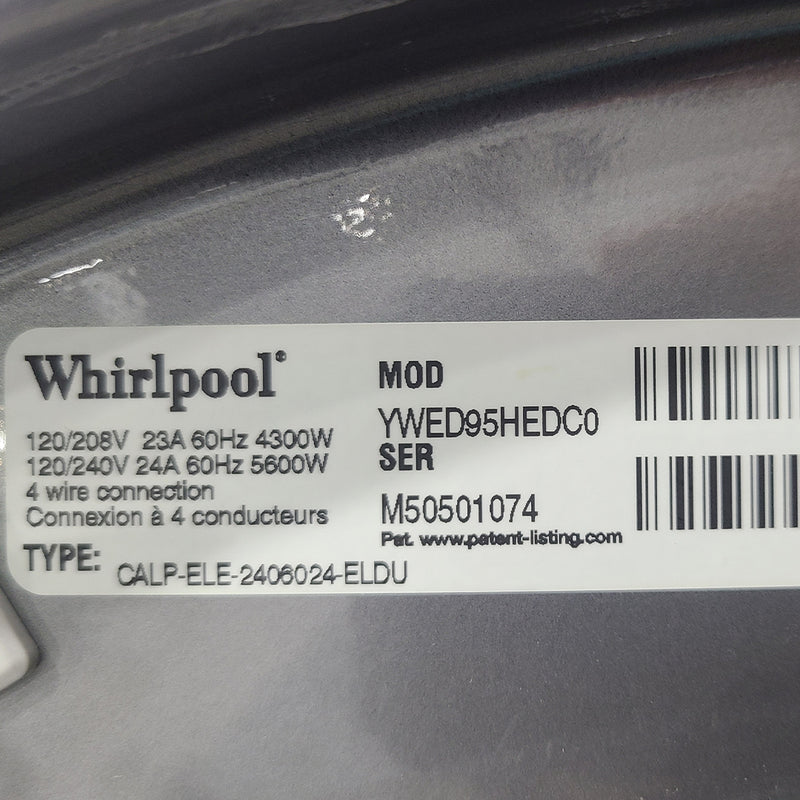 Whirlpool®
120/208V 23A 60Hz 4300W
120/240V 24A 60Hz 5600W
4 wire connection
Connexion à 4 conducteurs
TYPE: CALP-ELE-2406024-ELDU
MOD
YWED95HEDC0
SER
M50501074
Pat. www.patent-listing.com